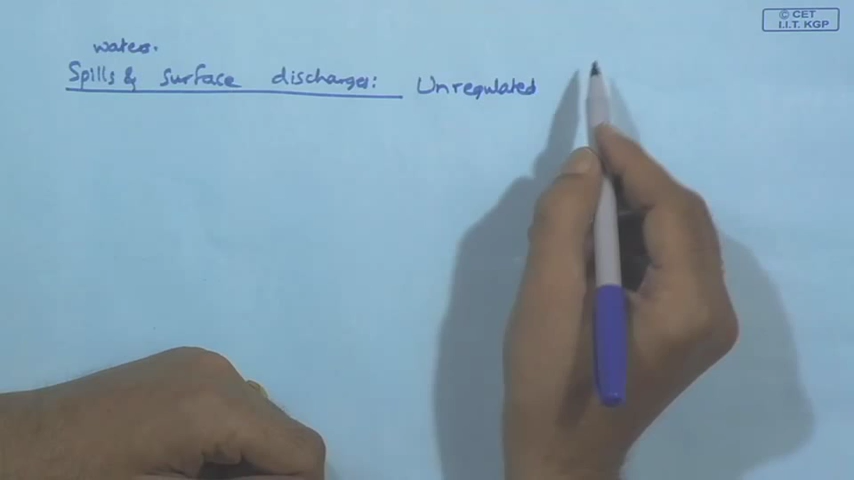 © CET
I.I.T. KGP
water.
Spills & surface discharges: Unregulated